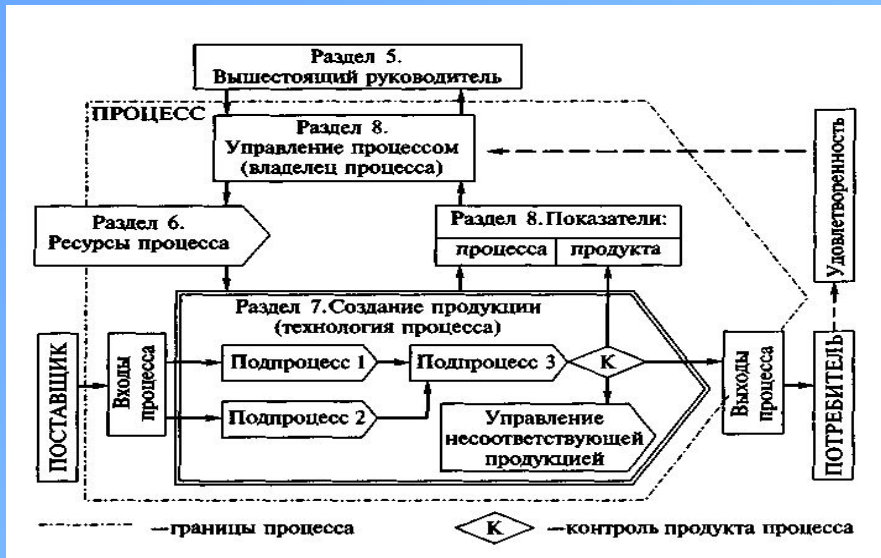 Раздел 5.
Вышестоящий руководитель
ПРОЦЕСС
Раздел 8.
Управление процессом
(владелец процесса)
Раздел 6.
Ресурсы процесса
Раздел 8. Показатели:
процесса
продукта
Удовлетворенность
Раздел 7. Создание продукции
(технология процесса)
ПОСТАВЩИК
Входы
процесса
Подпроцесс 1
Подпроцесс 2
Подпроцесс 3
К
Управление
несоответствующей
продукцией
Выходы
процесса
ПОТРЕБИТЕЛЬ
—границы процесса
К
—контроль продукта процесса